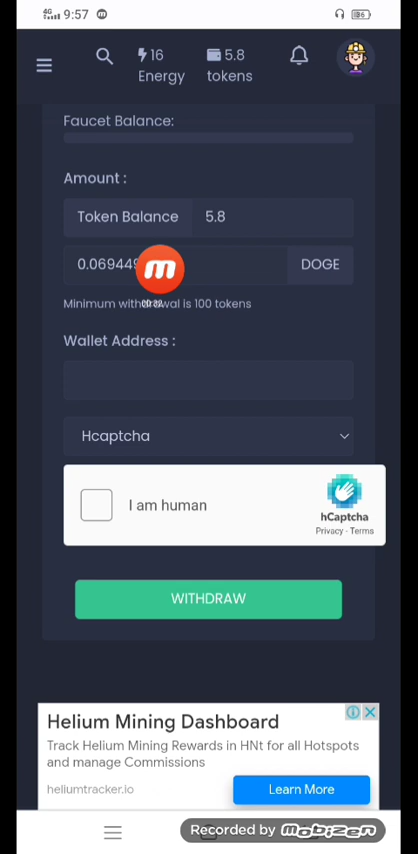 4G 9:57 m 86
16 5.8
Energy tokens
Faucet Balance:
Amount :
Token Balance 5.8
0.069449 DOGE
m
Minimum withdrawal is 100 tokens
Wallet Address :
Hcaptcha
I am human
hCaptcha
Privacy - Terms
WITHDRAW
Helium Mining Dashboard
Track Helium Mining Rewards in HNt for all Hotspots
and manage Commissions
heliumtracker.io Learn More
Recorded by mobizen